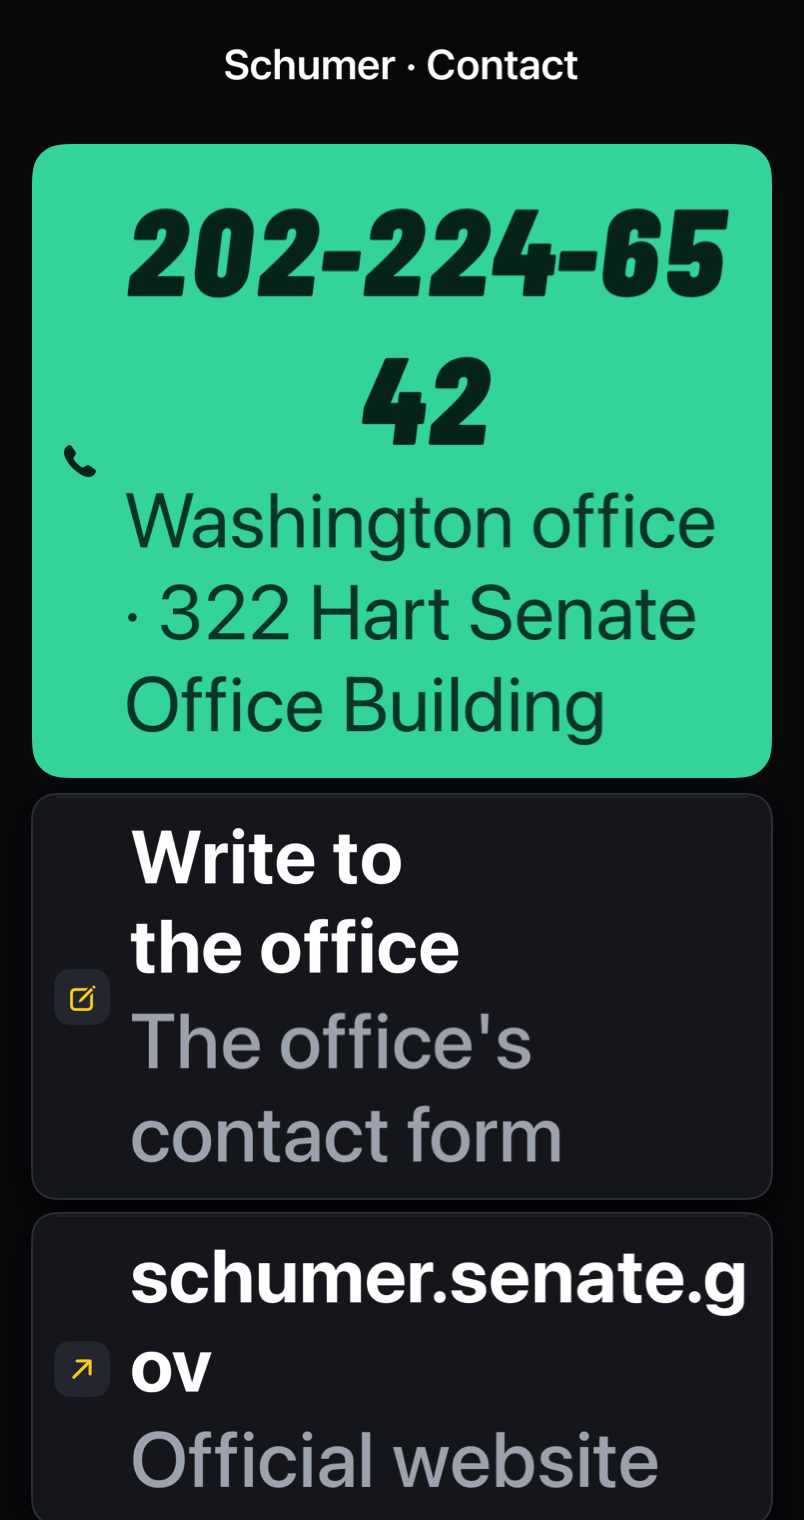 Schumer · Contact
202-224-65
42
Washington office
· 322 Hart Senate
Office Building
Write to
the office
The office's
contact form
schumer.senate.g
ov
Official website